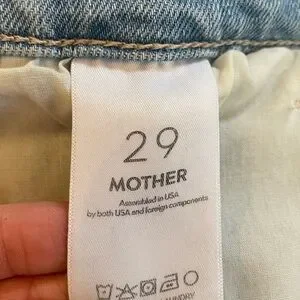 29
MOTHER
Assembled in USA
by both USA and foreign components